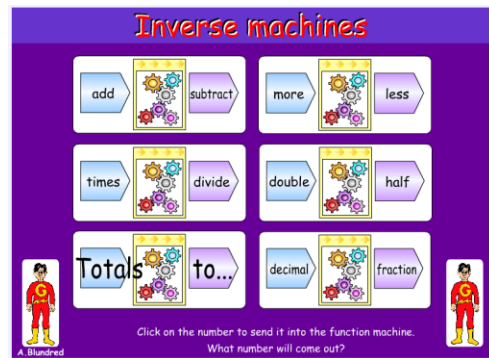 Inverse machines
add subtract more less
times divide double half
Totals to... decimal fraction
G G
Click on the number to send it into the function machine.
A.Blundred What number will come out?